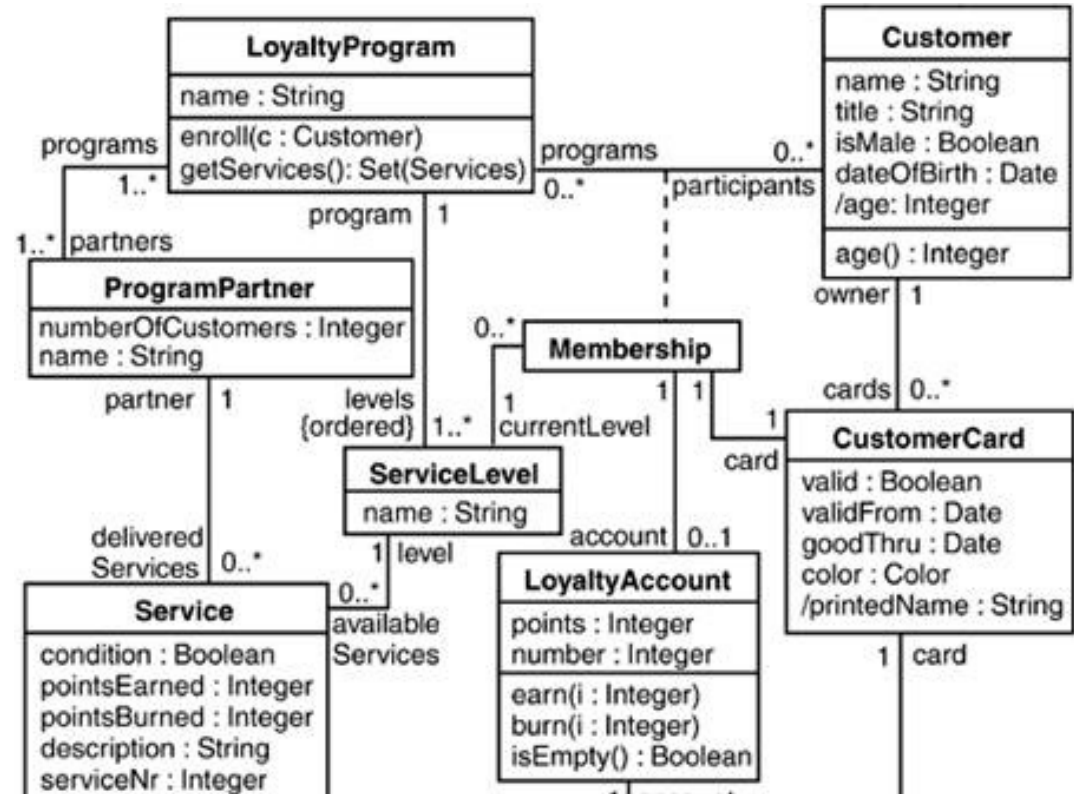 LoyaltyProgram
name : String
enroll(c : Customer)
getServices(): Set(Services)
Customer
name : String
title : String
isMale : Boolean
dateOfBirth : Date
/age: Integer
age() : Integer
programs
1..*
programs
0..*
0..*
participants
program
1
1..*
partners
ProgramPartner
numberOfCustomers : Integer
name : String
owner
1
0..*
Membership
partner
1
levels
{ordered}
1..*
1
currentLevel
1
1
1
card
cards
0..*
CustomerCard
valid : Boolean
validFrom : Date
goodThru : Date
color : Color
/printedName : String
ServiceLevel
name : String
delivered
Services
0..*
1
level
0..*
available
Services
account
0..1
LoyaltyAccount
points : Integer
number : Integer
earn(i : Integer)
burn(i : Integer)
isEmpty() : Boolean
Service
condition : Boolean
pointsEarned : Integer
pointsBurned : Integer
description : String
serviceNr : Integer
1
card